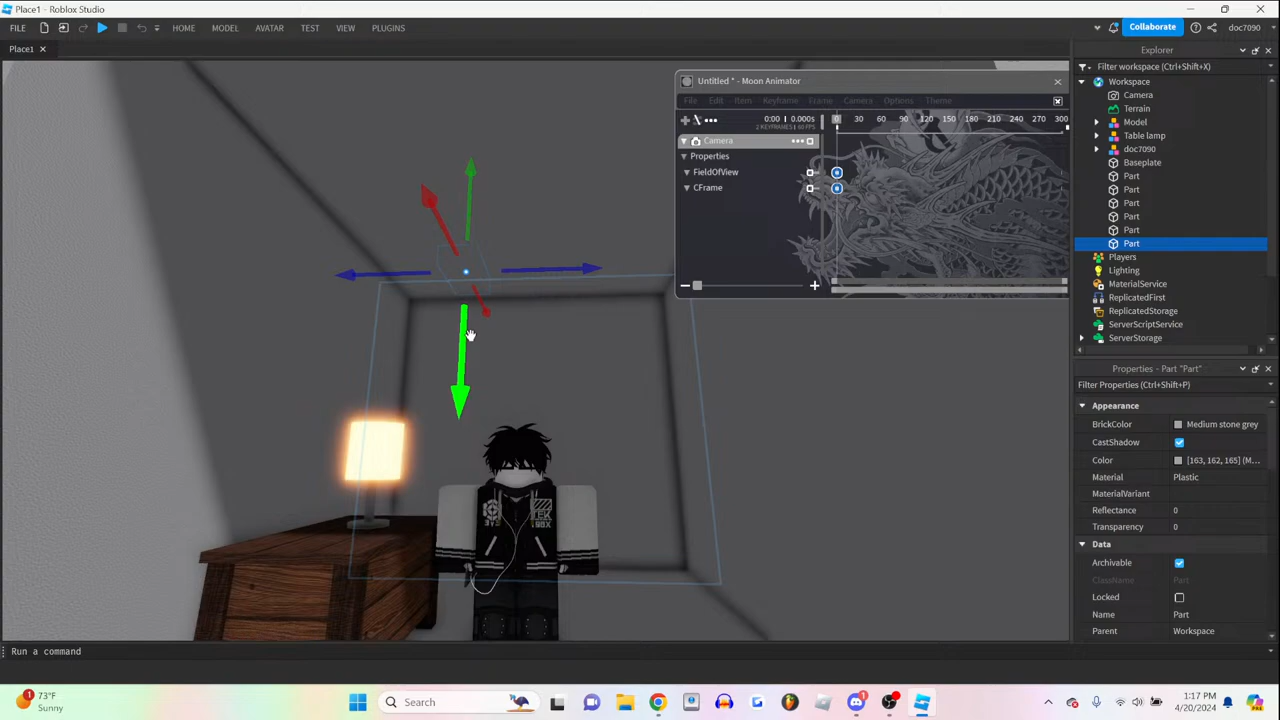 Place1 - Roblox Studio
FILE HOME MODEL AVATAR TEST VIEW PLUGINS Collaborate doc7090
Place1
Untitled * - Moon Animator
File Edit Item Keyframe Frame Camera Options Theme
0:00 0.000s
2 KEYFRAMES 60 FPS
0 30 60 90 120 150 180 210 240 270 300
Camera
Properties
FieldOfView
CFrame
Explorer
Filter workspace (Ctrl+Shift+X)
Workspace
Camera
Terrain
Model
Table lamp
doc7090
Baseplate
Part
Part
Part
Part
Part
Part
Players
Lighting
MaterialService
ReplicatedFirst
ReplicatedStorage
ServerScriptService
ServerStorage
Properties - Part "Part"
Filter Properties (Ctrl+Shift+P)
Appearance
BrickColor Medium stone grey
CastShadow
Color [163, 162, 165] (M...
Material Plastic
MaterialVariant
Reflectance 0
Transparency 0
Data
Archivable
ClassName Part
Locked
Name Part
Parent Workspace
Run a command
1
73°F
Sunny
Search
1
1:17 PM
4/20/2024